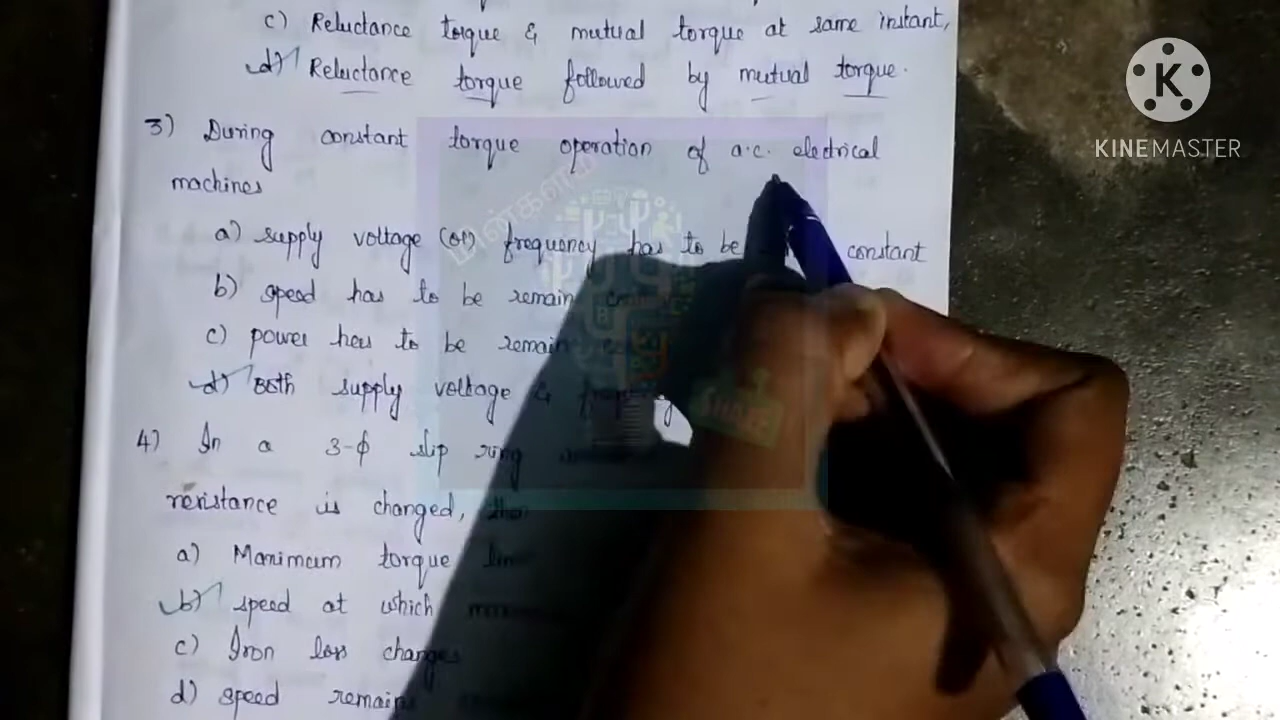 c) Reluctance torque & mutual torque at same instant,
d) Reluctance torque followed by mutual torque.
3) During constant torque operation of a.c. electrical
machines
a) supply voltage (or) frequency has to be constant
b) speed has to be remain
c) power has to be remain
d) Both supply voltage &
4) In a 3-ϕ slip ring
resistance is changed,
a) Maximum torque
b) speed at which
c) Iron loss changes
d) speed remains
K
KINEMASTER